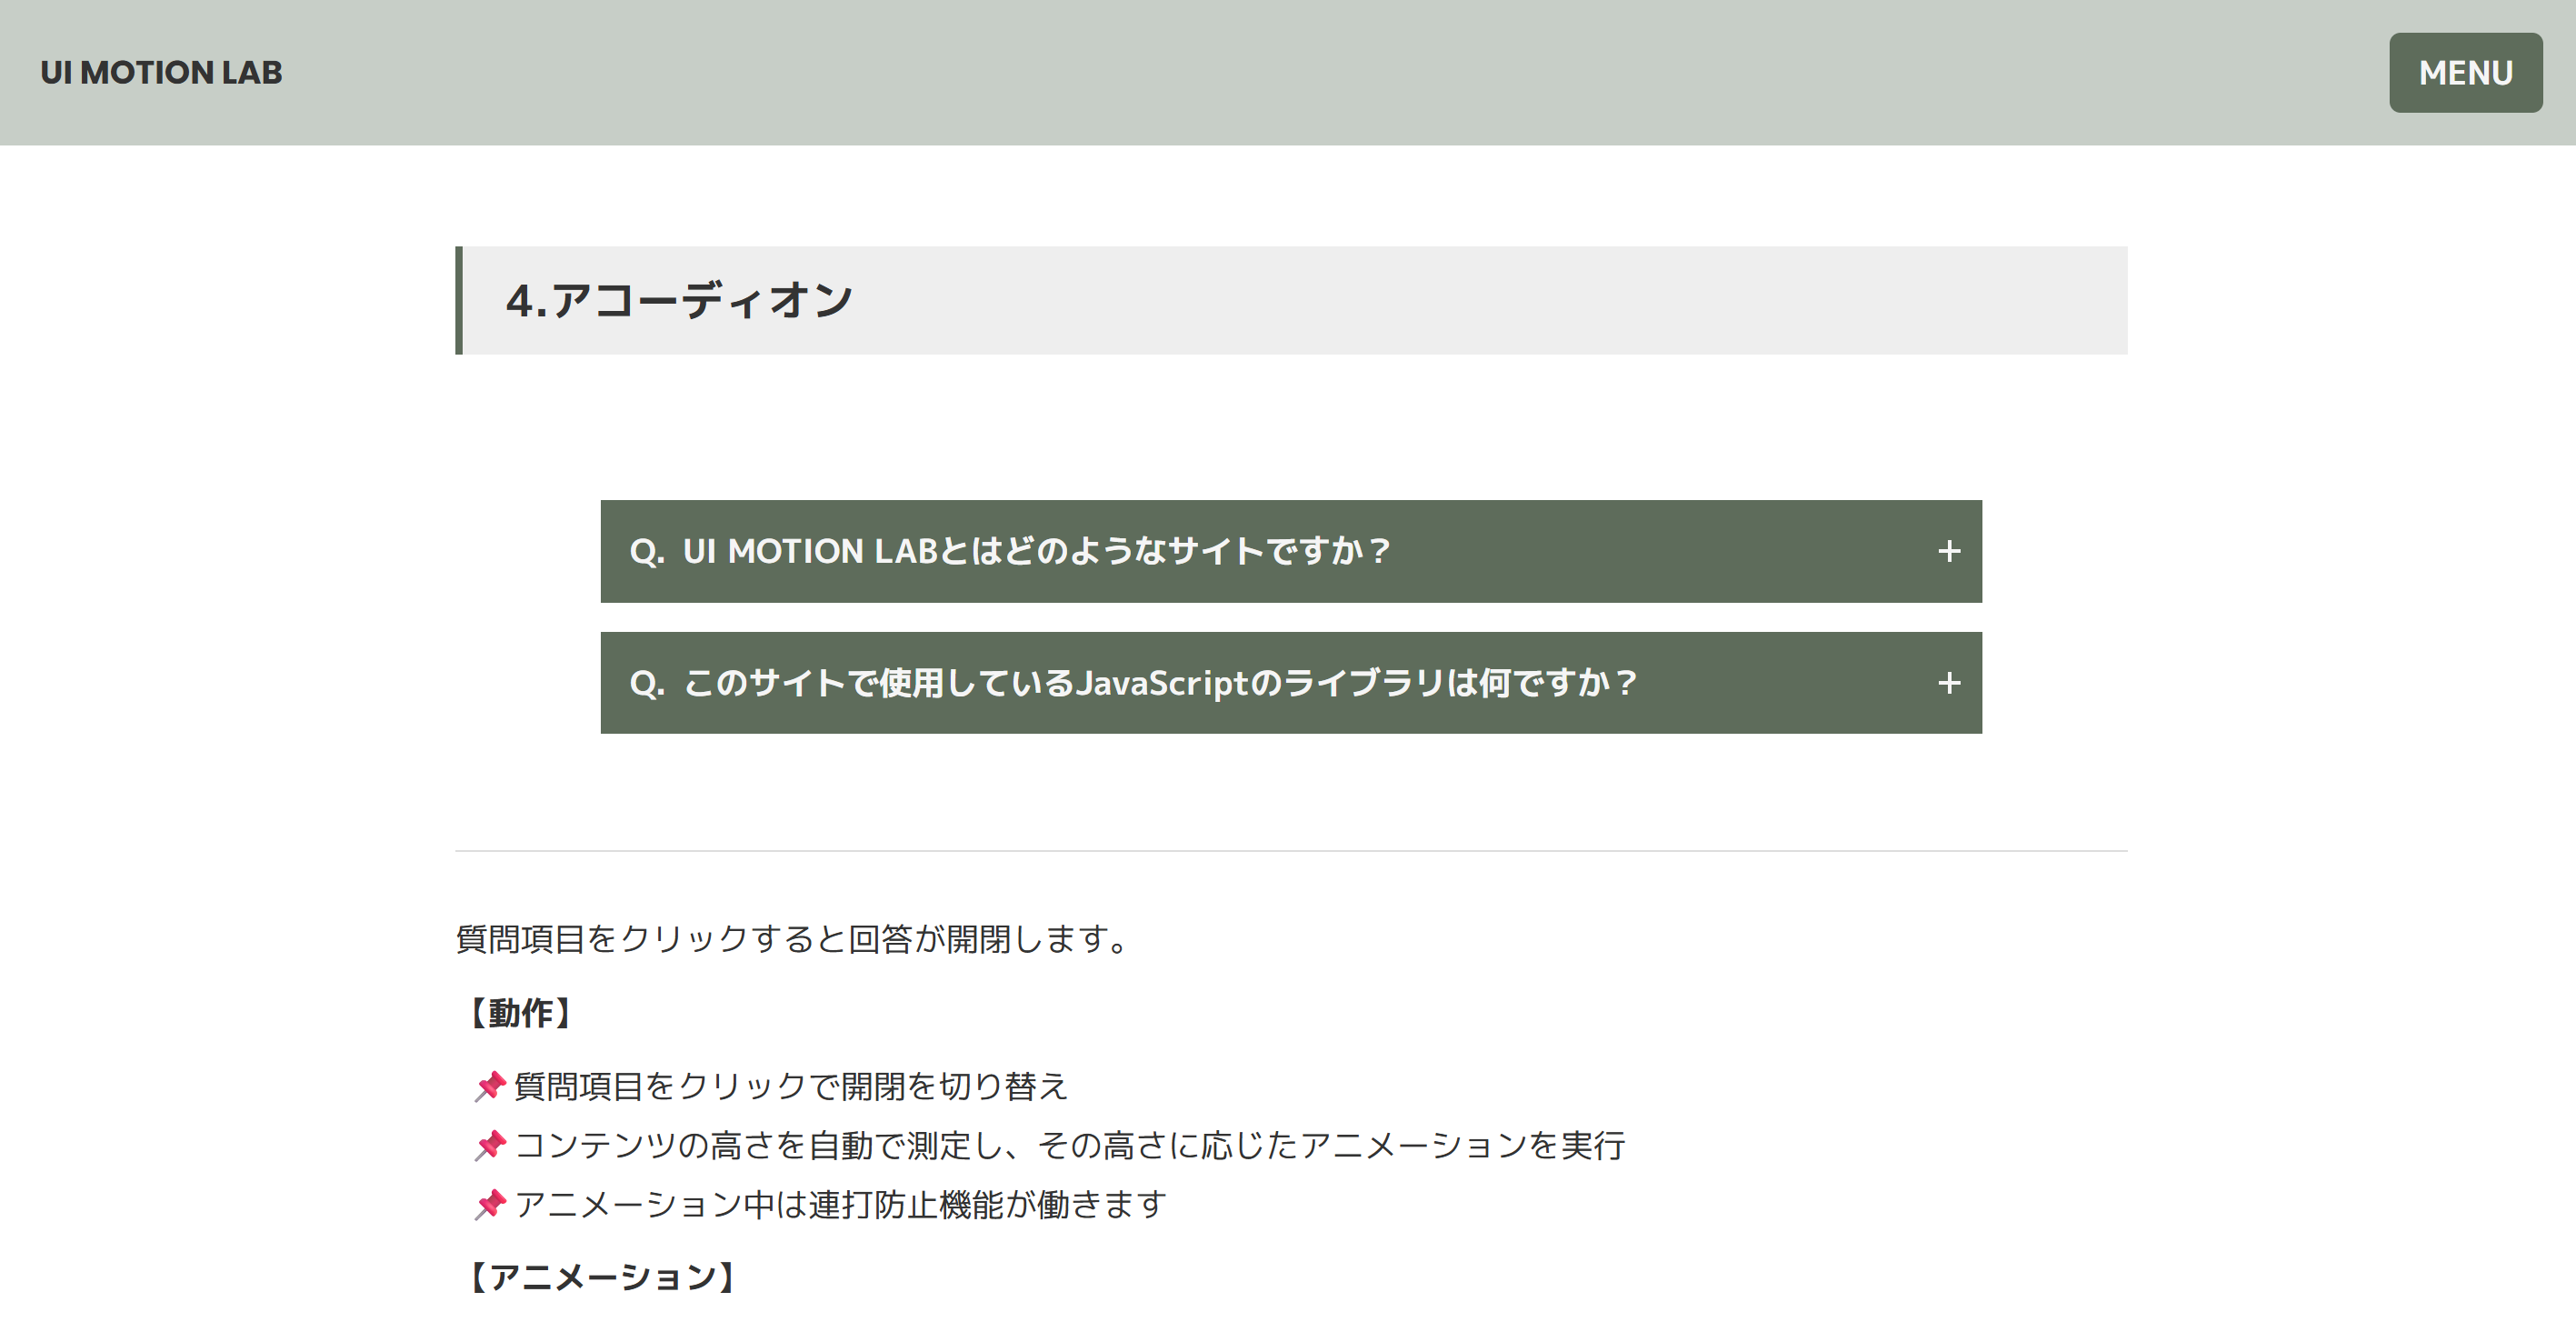 UI MOTION LAB
MENU
4.アコーディオン
Q. UI MOTION LABとはどのようなサイトですか？
+
Q. このサイトで使用しているJavaScriptのライブラリは何ですか？
+
質問項目をクリックすると回答が開閉します。
【動作】
📌質問項目をクリックで開閉を切り替え
📌コンテンツの高さを自動で測定し、その高さに応じたアニメーションを実行
📌アニメーション中は連打防止機能が働きます
【アニメーション】